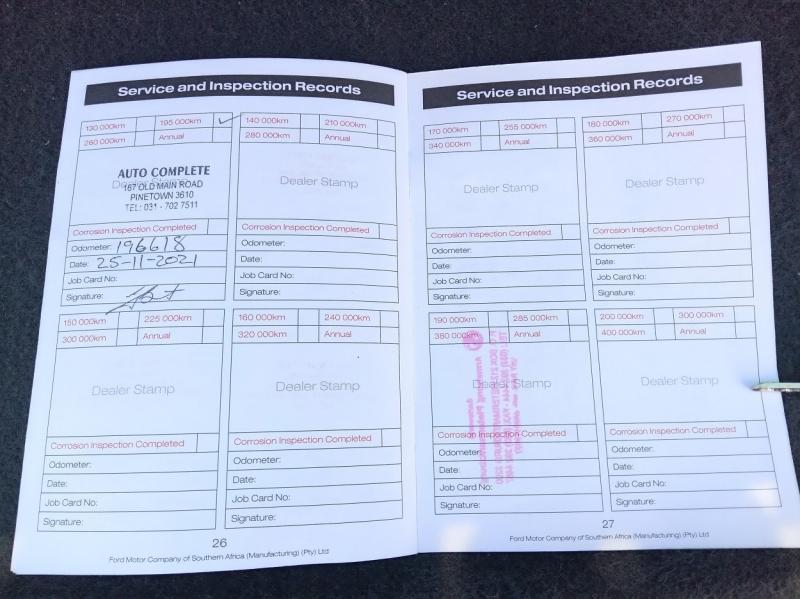 Service and Inspection Records
130 000km 195 000km ✓
260 000km Annual
Dealer Stamp
AUTO COMPLETE
167 OLD MAIN ROAD
PINETOWN 3610
TEL: 031 - 702 7511
Corrosion Inspection Completed
Odometer: 196618
Date: 25-11-2021
Job Card No:
Signature:
140 000km 210 000km
280 000km Annual
Dealer Stamp
Corrosion Inspection Completed
Odometer:
Date:
Job Card No:
Signature:
150 000km 225 000km
300 000km Annual
Dealer Stamp
Corrosion Inspection Completed
Odometer:
Date:
Job Card No:
Signature:
160 000km 240 000km
320 000km Annual
Dealer Stamp
Corrosion Inspection Completed
Odometer:
Date:
Job Card No:
Signature:
26
Ford Motor Company of Southern Africa (Manufacturing) (Pty) Ltd
Service and Inspection Records
170 000km 255 000km
340 000km Annual
Dealer Stamp
Corrosion Inspection Completed
Odometer:
Date:
Job Card No:
Signature:
180 000km 270 000km
360 000km Annual
Dealer Stamp
Corrosion Inspection Completed
Odometer:
Date:
Job Card No:
Signature:
190 000km 285 000km
380 000km Annual
Dealer Stamp
Corrosion Inspection Completed
Odometer:
Date:
Job Card No:
Signature:
200 000km 300 000km
400 000km Annual
Dealer Stamp
Corrosion Inspection Completed
Odometer:
Date:
Job Card No:
Signature:
27
Ford Motor Company of Southern Africa (Manufacturing) (Pty) Ltd